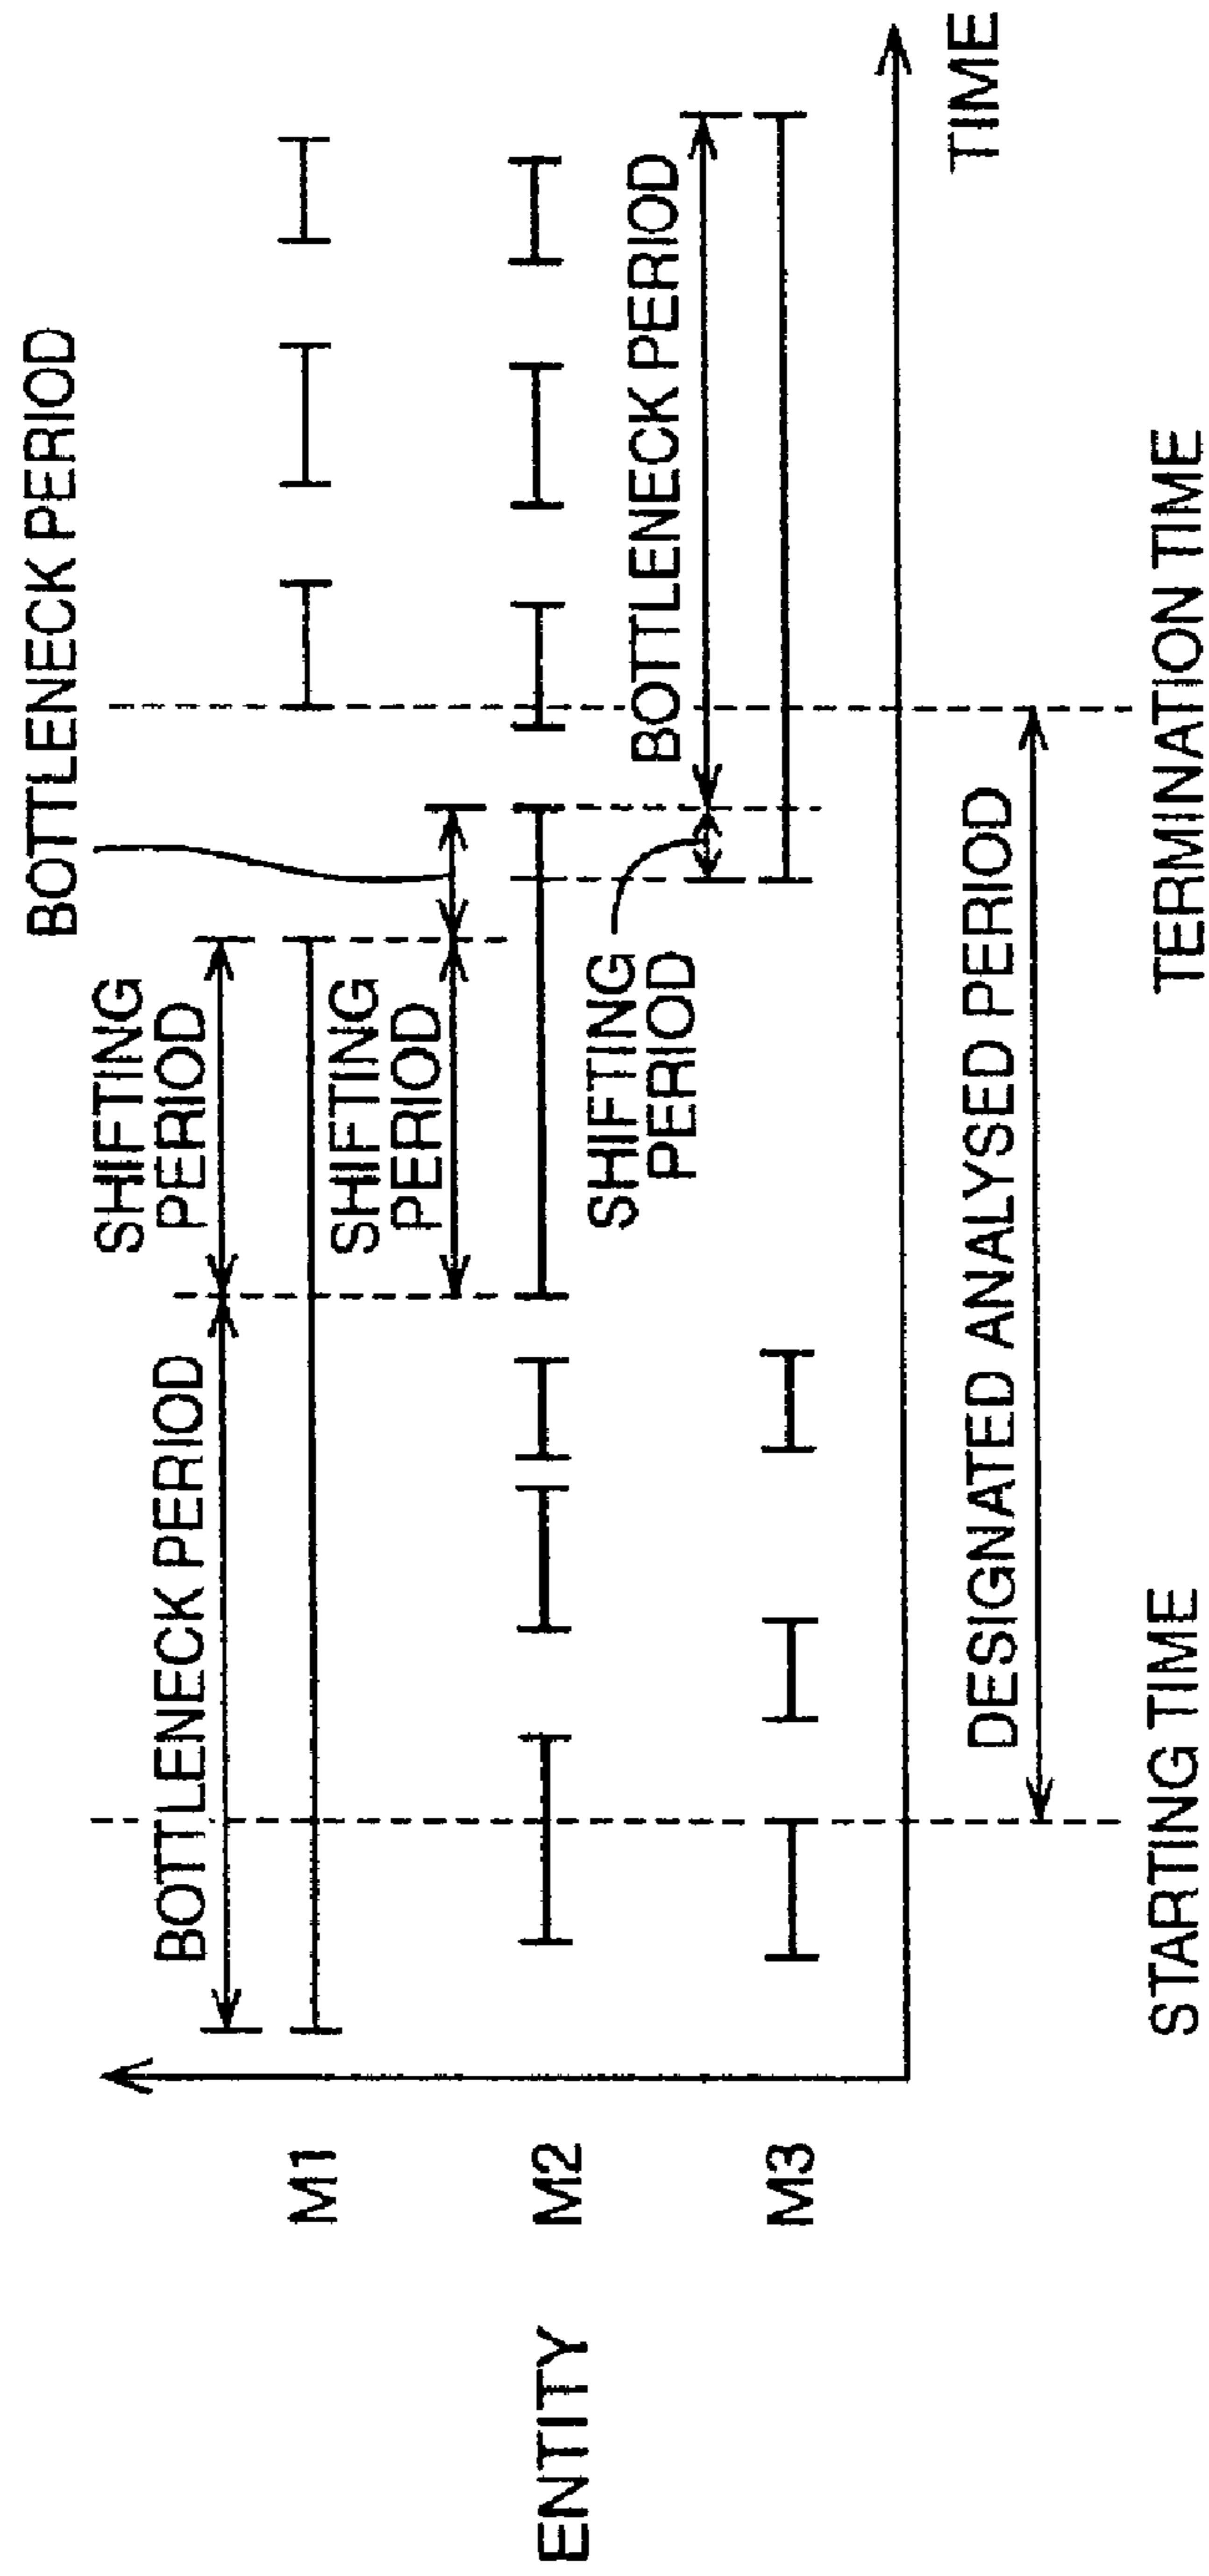 BOTTLENECK PERIOD
SHIFTING
PERIOD
BOTTLENECK PERIOD
M1
SHIFTING
PERIOD
ENTITY
M2
SHIFTING
PERIOD
BOTTLENECK PERIOD
M3
TIME
DESIGNATED ANALYSED PERIOD
STARTING TIME
TERMINATION TIME